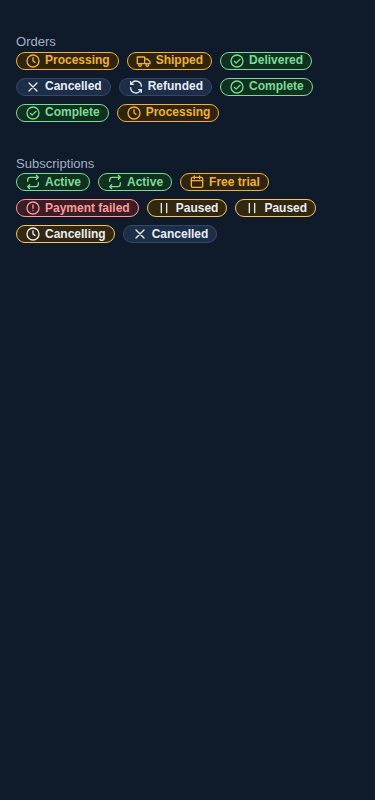 Orders
Processing Shipped Delivered
Cancelled Refunded Complete
Complete Processing
Subscriptions
Active Active Free trial
Payment failed Paused Paused
Cancelling Cancelled